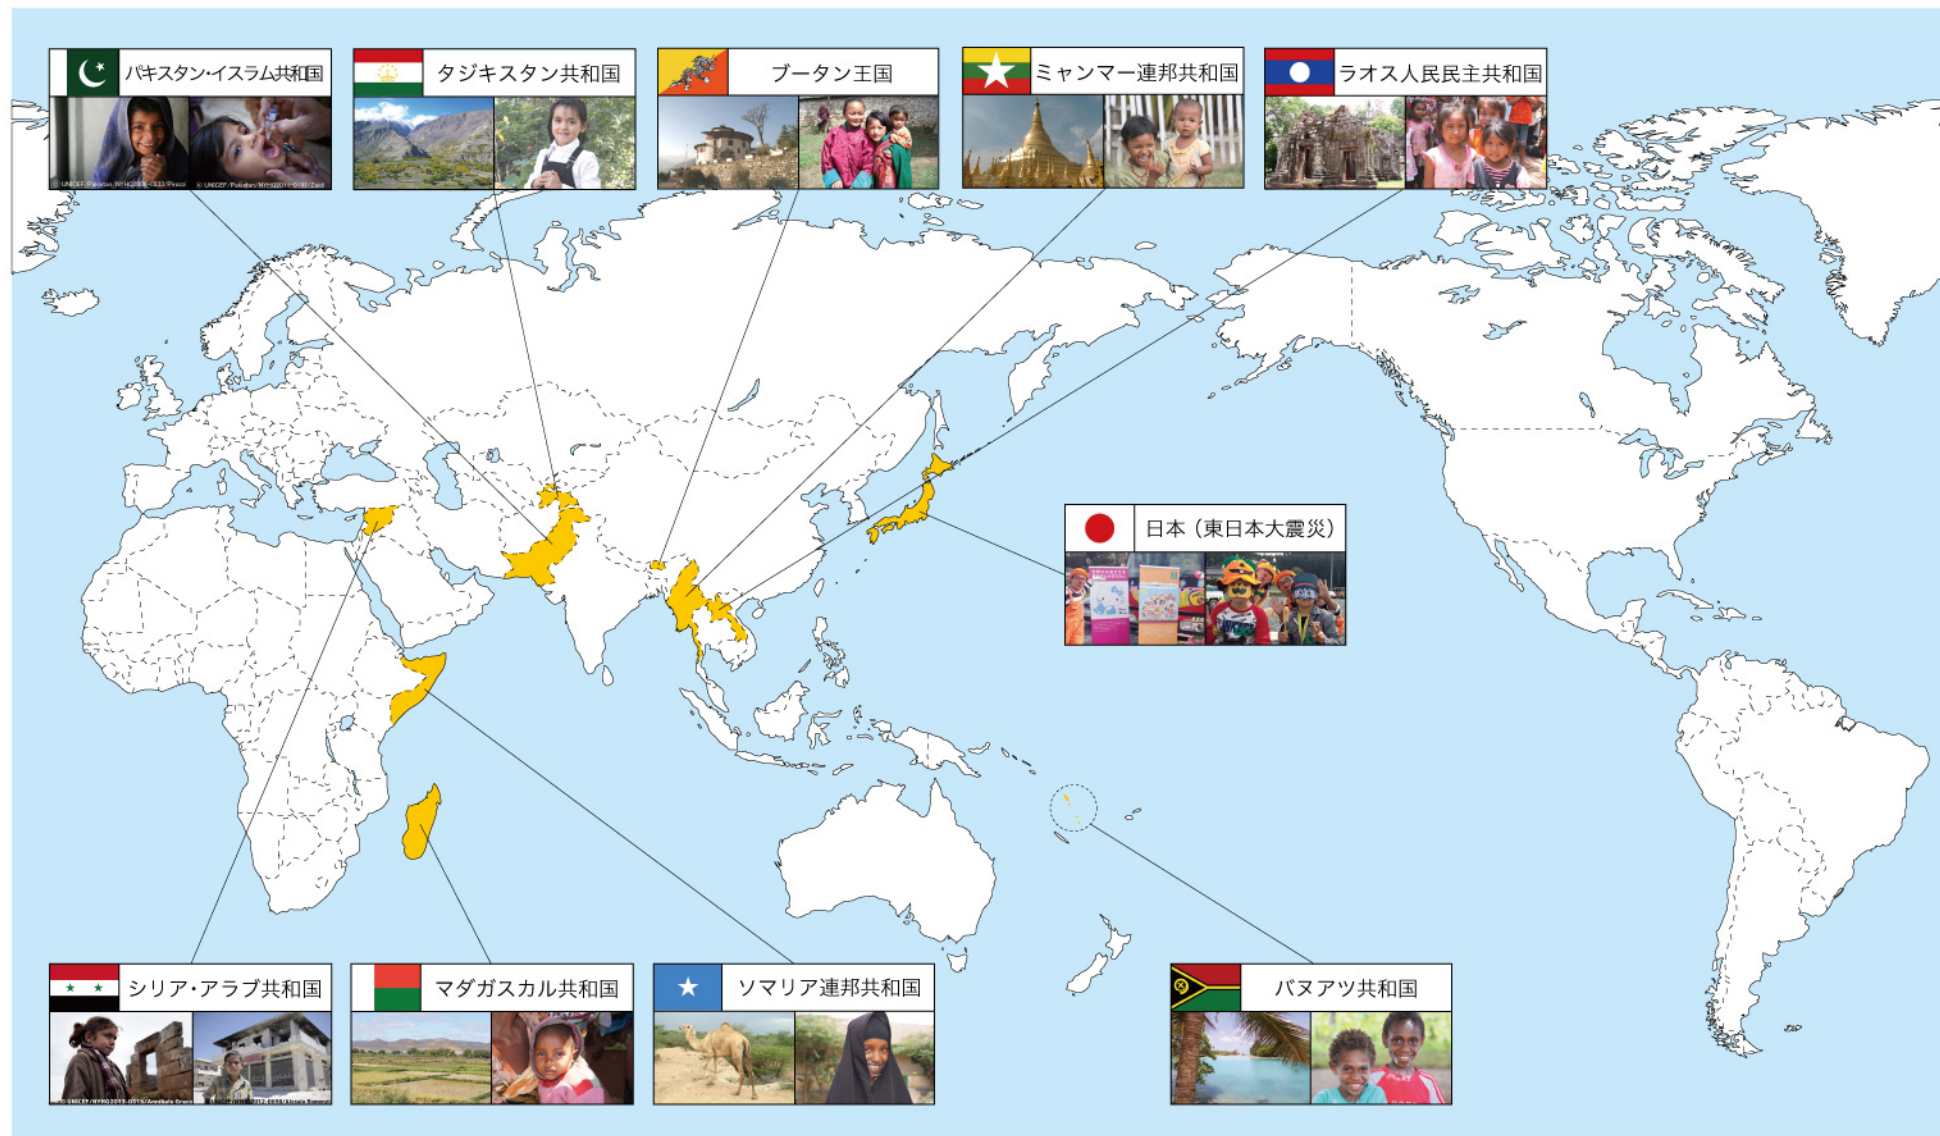 パキスタン・イスラム共和国
タジキスタン共和国
ブータン王国
ミャンマー連邦共和国
ラオス人民民主共和国
日本（東日本大震災）
シリア・アラブ共和国
マダガスカル共和国
ソマリア連邦共和国
バヌアツ共和国